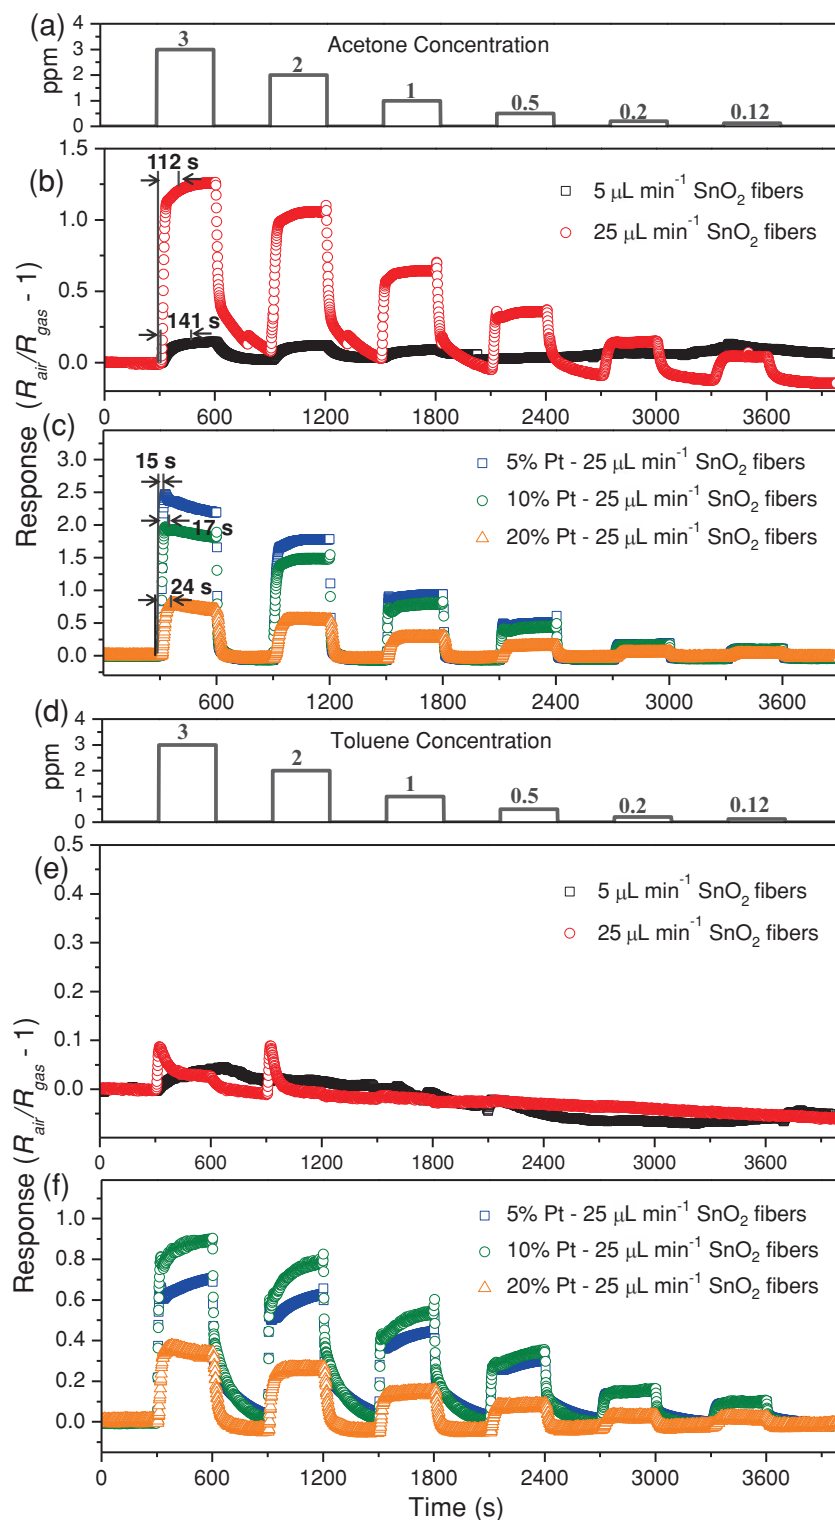 (a)
Acetone Concentration
ppm
4
3
2
1
0
3
2
1
0.5
0.2
0.12
(b)
1.5
1.0
0.5
0.0
112 s
141 s
5 μL min⁻¹ SnO₂ fibers
25 μL min⁻¹ SnO₂ fibers
0 600 1200 1800 2400 3000 3600
Response (R_air/R_gas - 1)
(c)
3.0
2.5
2.0
1.5
1.0
0.5
0.0
15 s
17 s
24 s
5% Pt - 25 μL min⁻¹ SnO₂ fibers
10% Pt - 25 μL min⁻¹ SnO₂ fibers
20% Pt - 25 μL min⁻¹ SnO₂ fibers
600 1200 1800 2400 3000 3600
(d)
Toluene Concentration
ppm
4
3
2
1
0
3
2
1
0.5
0.2
0.12
(e)
0.5
0.4
0.3
0.2
0.1
0.0
5 μL min⁻¹ SnO₂ fibers
25 μL min⁻¹ SnO₂ fibers
0 600 1200 1800 2400 3000 3600
Response (R_air/R_gas - 1)
(f)
1.0
0.8
0.6
0.4
0.2
0.0
5% Pt - 25 μL min⁻¹ SnO₂ fibers
10% Pt - 25 μL min⁻¹ SnO₂ fibers
20% Pt - 25 μL min⁻¹ SnO₂ fibers
0 600 1200 1800 2400 3000 3600
Time (s)